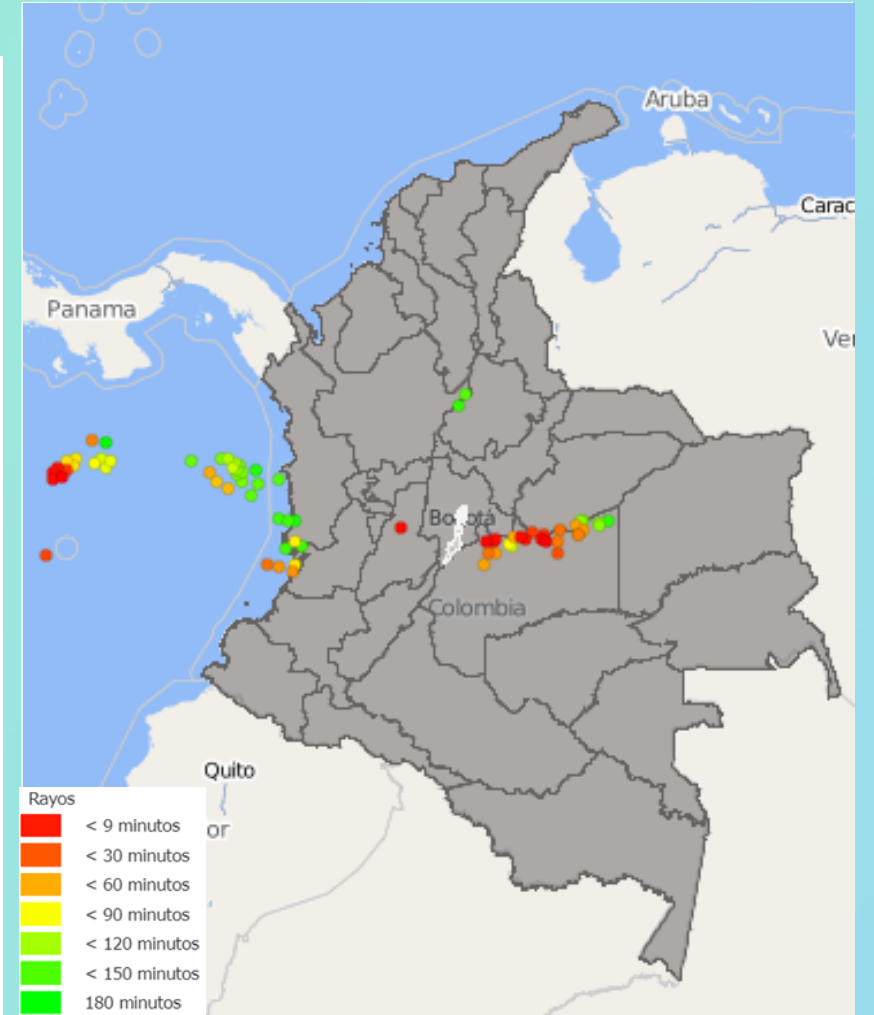 Aruba
Carac
Panama
Ve
Bogotá
Colombia
Quito
or
Rayos
< 9 minutos
< 30 minutos
< 60 minutos
< 90 minutos
< 120 minutos
< 150 minutos
180 minutos